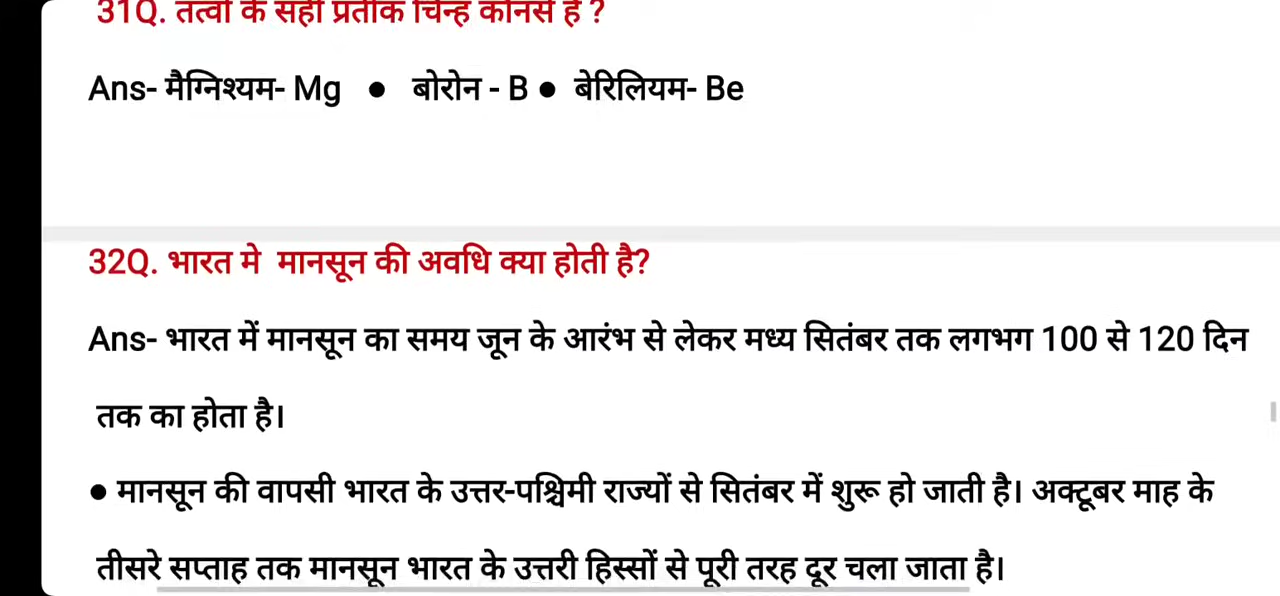 31Q. तत्वों के सही प्रतीक चिन्ह कौनसे है ?
Ans- मैग्निश्यम- Mg ● बोरोन - B ● बेरिलियम- Be
32Q. भारत मे मानसून की अवधि क्या होती है?
Ans- भारत में मानसून का समय जून के आरंभ से लेकर मध्य सितंबर तक लगभग 100 से 120 दिन
तक का होता है।
● मानसून की वापसी भारत के उत्तर-पश्चिमी राज्यों से सितंबर में शुरू हो जाती है। अक्टूबर माह के
तीसरे सप्ताह तक मानसून भारत के उत्तरी हिस्सों से पूरी तरह दूर चला जाता है।